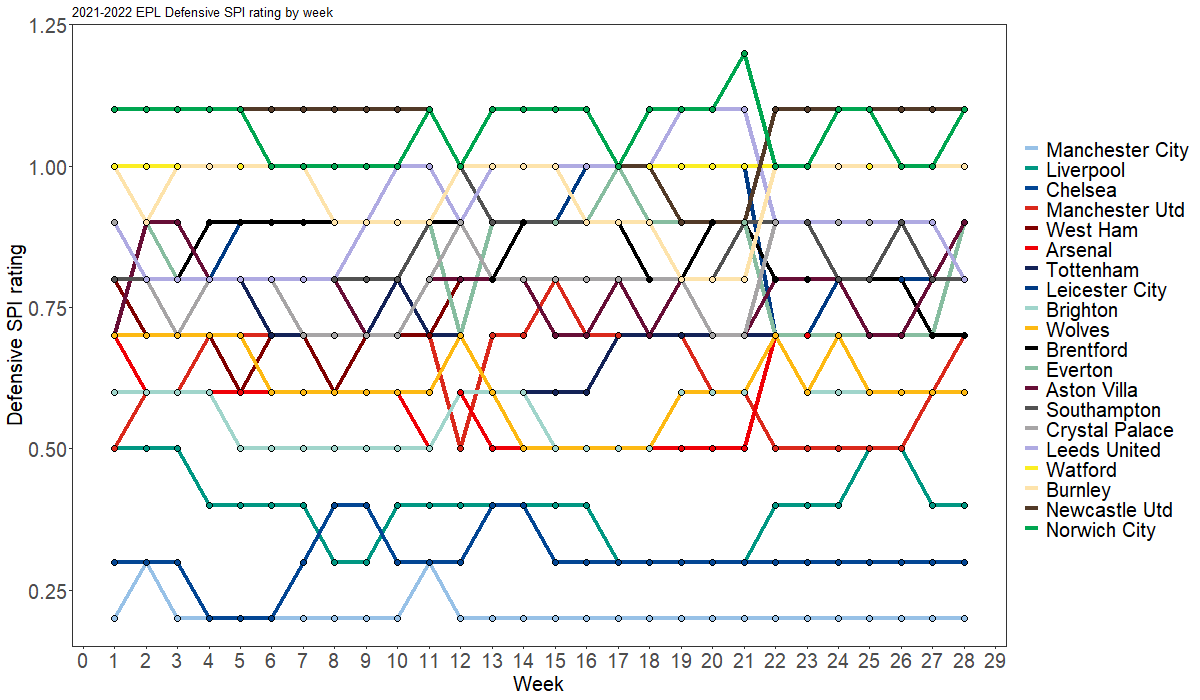 2021-2022 EPL Defensive SPI rating by week
1.25
1.00
0.75
0.50
0.25
Defensive SPI rating
0 1 2 3 4 5 6 7 8 9 10 11 12 13 14 15 16 17 18 19 20 21 22 23 24 25 26 27 28 29
Week
Manchester City
Liverpool
Chelsea
Manchester Utd
West Ham
Arsenal
Tottenham
Leicester City
Brighton
Wolves
Brentford
Everton
Aston Villa
Southampton
Crystal Palace
Leeds United
Watford
Burnley
Newcastle Utd
Norwich City